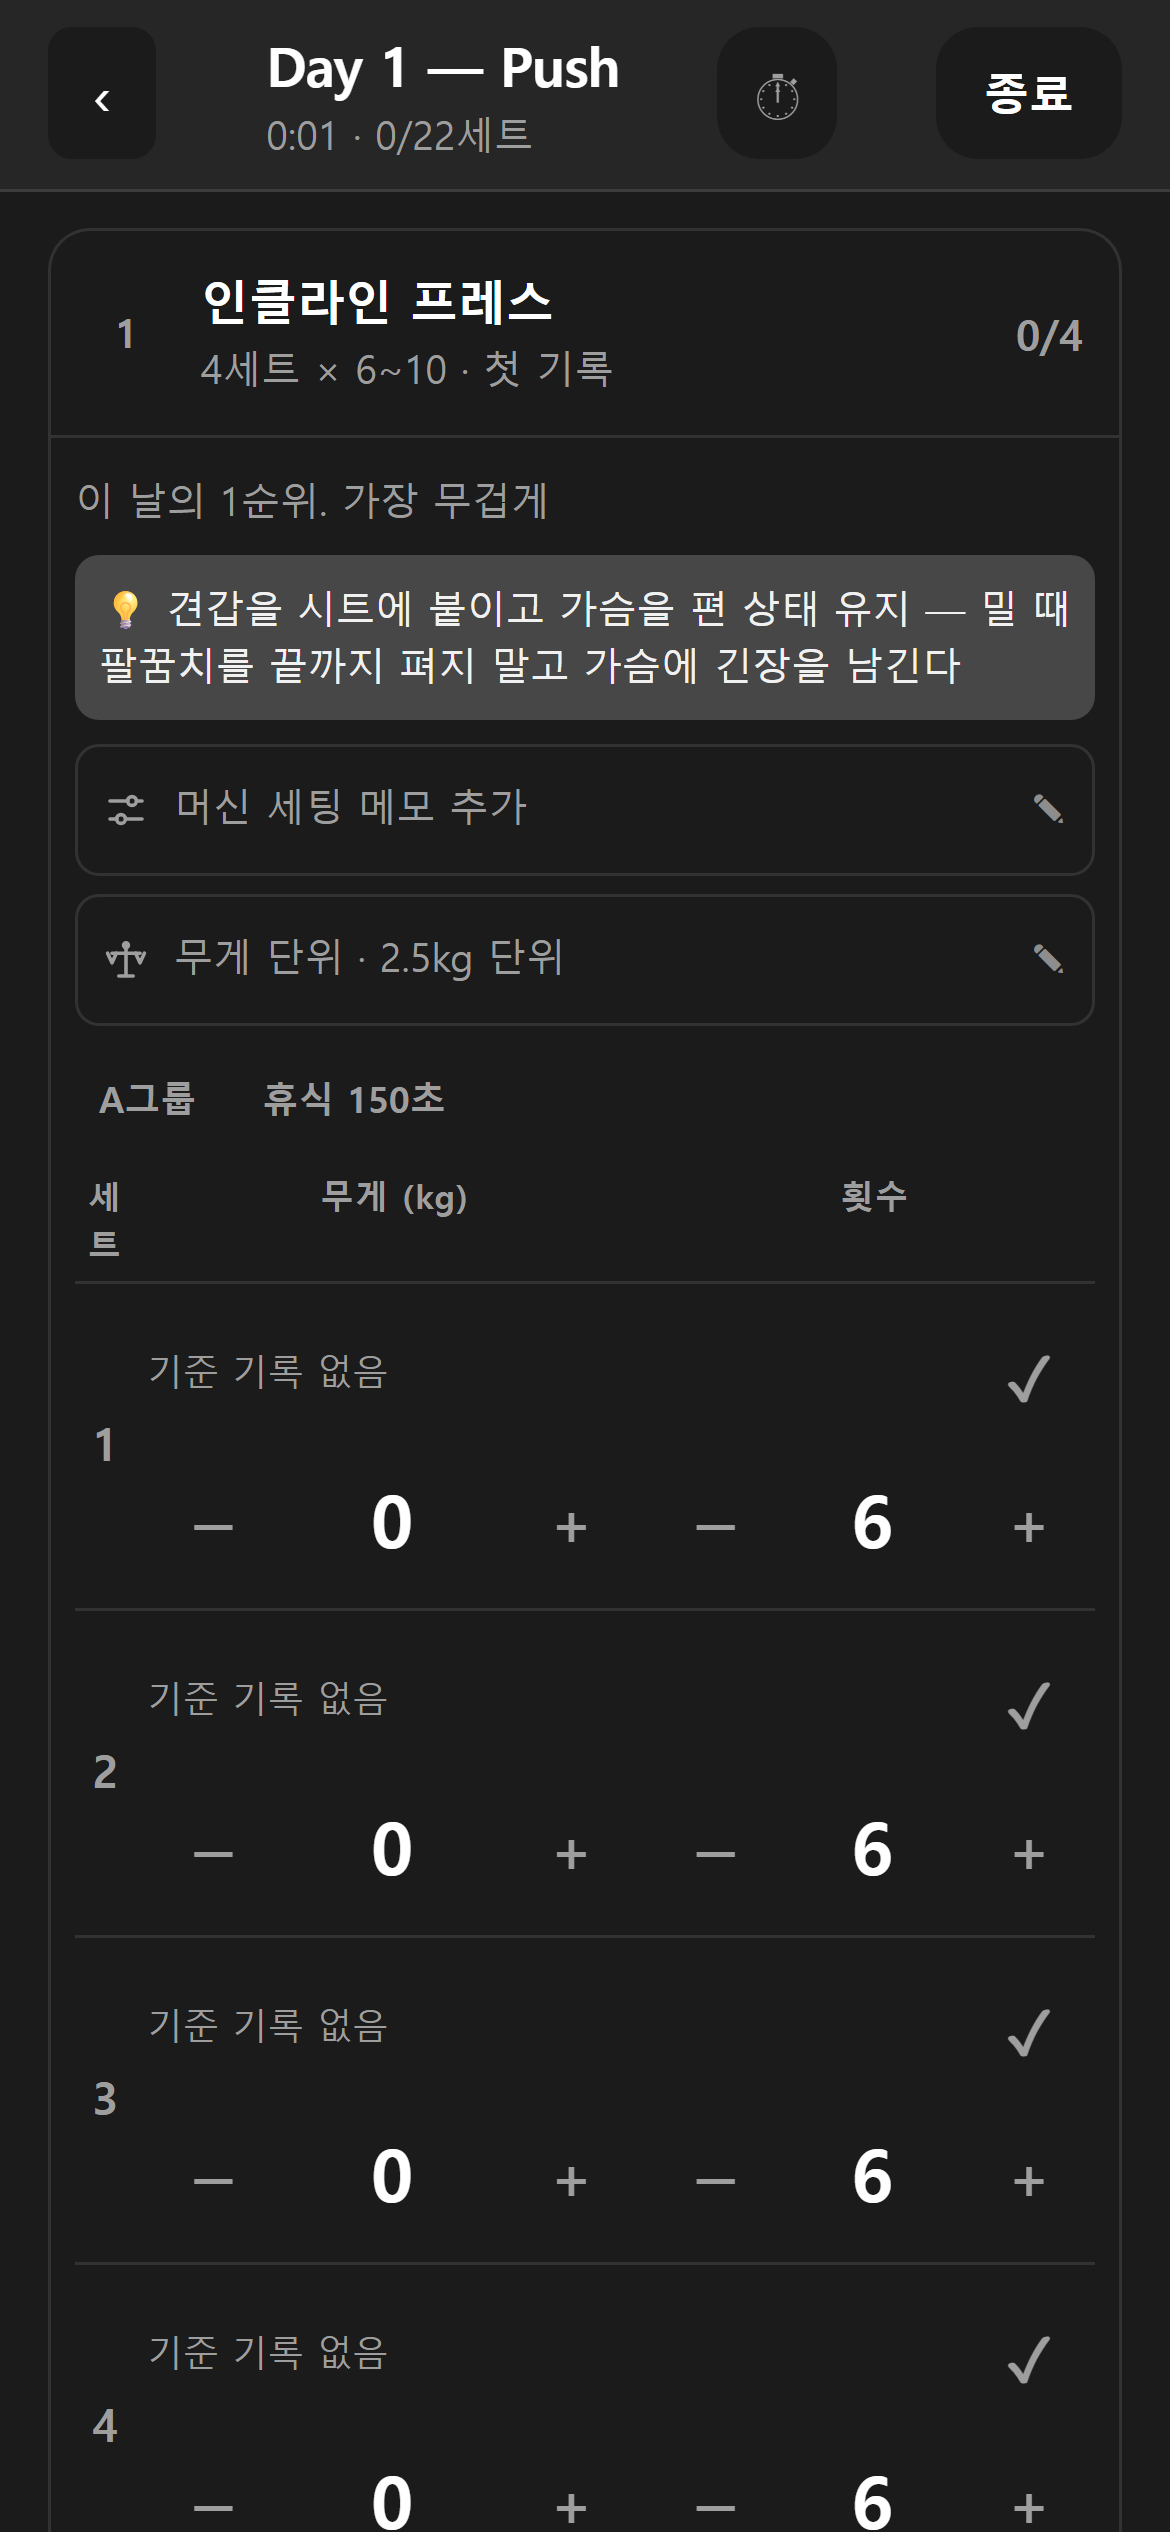 ‹
Day 1 — Push
0:01 · 0/22세트
종료
1
인클라인 프레스
4세트 × 6~10 · 첫 기록
0/4
이 날의 1순위. 가장 무겁게
💡 견갑을 시트에 붙이고 가슴을 편 상태 유지 — 밀 때
팔꿈치를 끝까지 펴지 말고 가슴에 긴장을 남긴다
머신 세팅 메모 추가
무게 단위 · 2.5kg 단위
A그룹 휴식 150초
세트 무게 (kg) 횟수
기준 기록 없음 ✓
1
— 0 + — 6 +
기준 기록 없음 ✓
2
— 0 + — 6 +
기준 기록 없음 ✓
3
— 0 + — 6 +
기준 기록 없음 ✓
4
— 0 + — 6 +